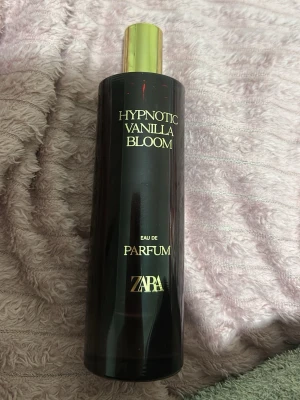 HYPNOTIC
VANILLA
BLOOM
EAU DE
PARFUM
ZARA